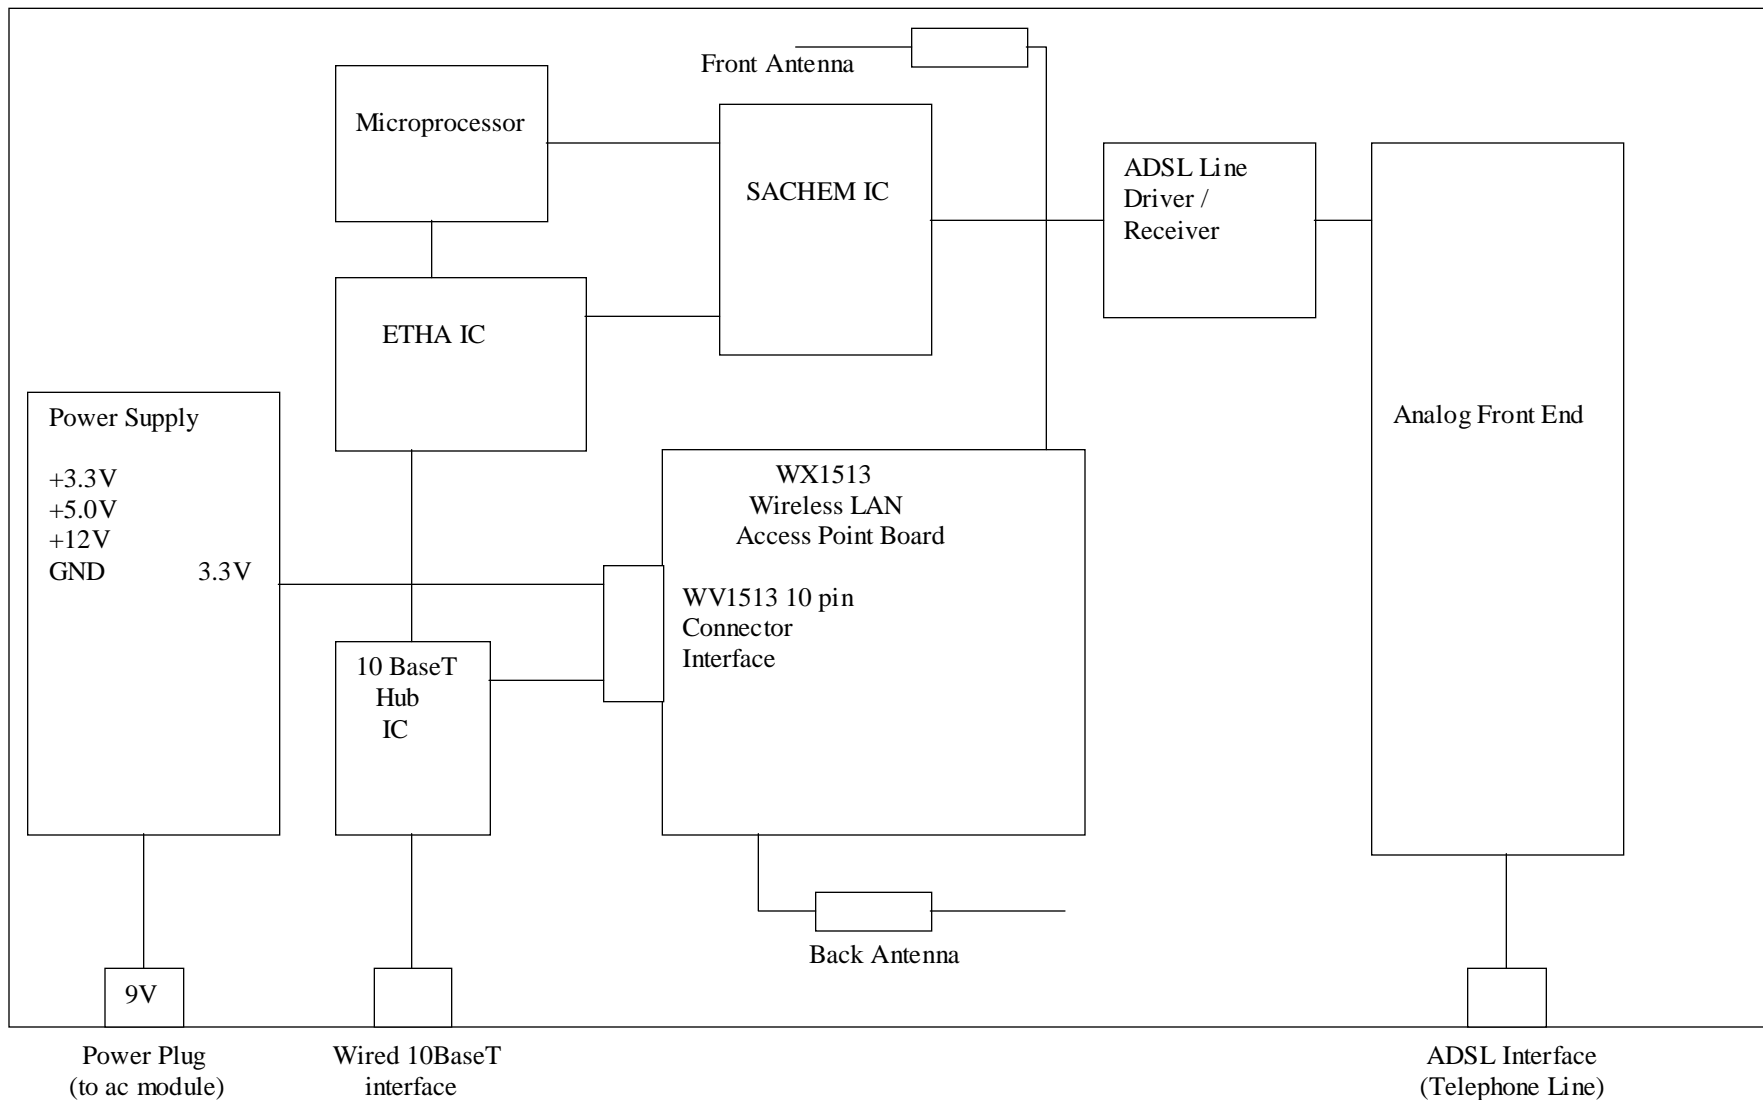 Front Antenna
Microprocessor
SACHEM IC
ADSL Line
Driver /
Receiver
ETHA IC
Analog Front End
Power Supply
+3.3V
+5.0V
+12V
GND 3.3V
WX1513
Wireless LAN
Access Point Board
WV1513 10 pin
Connector
Interface
10 BaseT
Hub
IC
Back Antenna
9V
Power Plug
(to ac module)
Wired 10BaseT
interface
ADSL Interface
(Telephone Line)